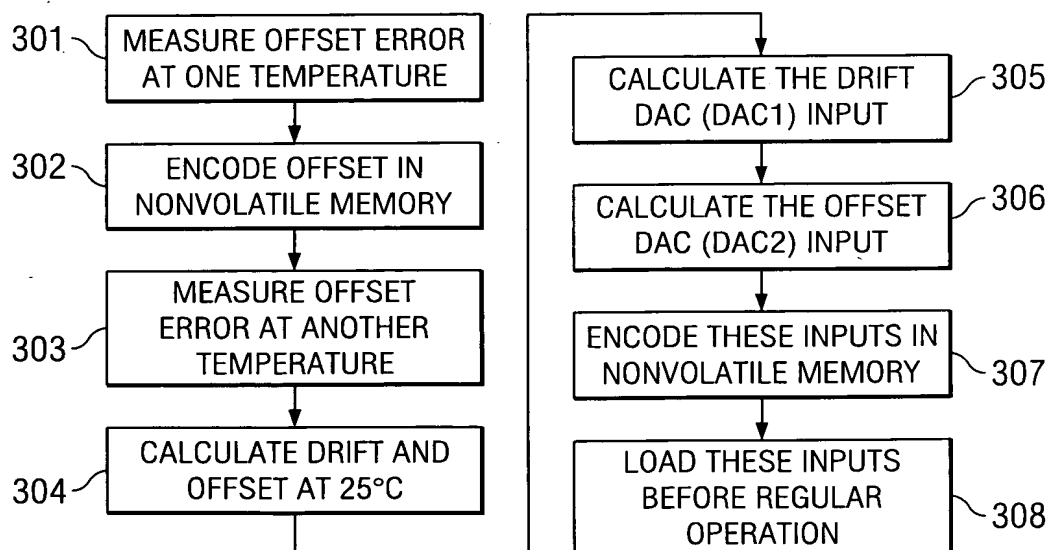 301
MEASURE OFFSET ERROR
AT ONE TEMPERATURE
302
ENCODE OFFSET IN
NONVOLATILE MEMORY
303
MEASURE OFFSET
ERROR AT ANOTHER
TEMPERATURE
304
CALCULATE DRIFT AND
OFFSET AT 25°C
CALCULATE THE DRIFT
DAC (DAC1) INPUT
305
CALCULATE THE OFFSET
DAC (DAC2) INPUT
306
ENCODE THESE INPUTS IN
NONVOLATILE MEMORY
307
LOAD THESE INPUTS
BEFORE REGULAR
OPERATION
308